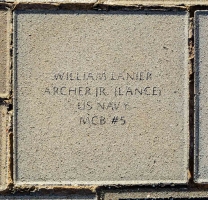 WILLIAM LANIER
ARCHER JR. (LANCE)
US NAVY
MCB #5